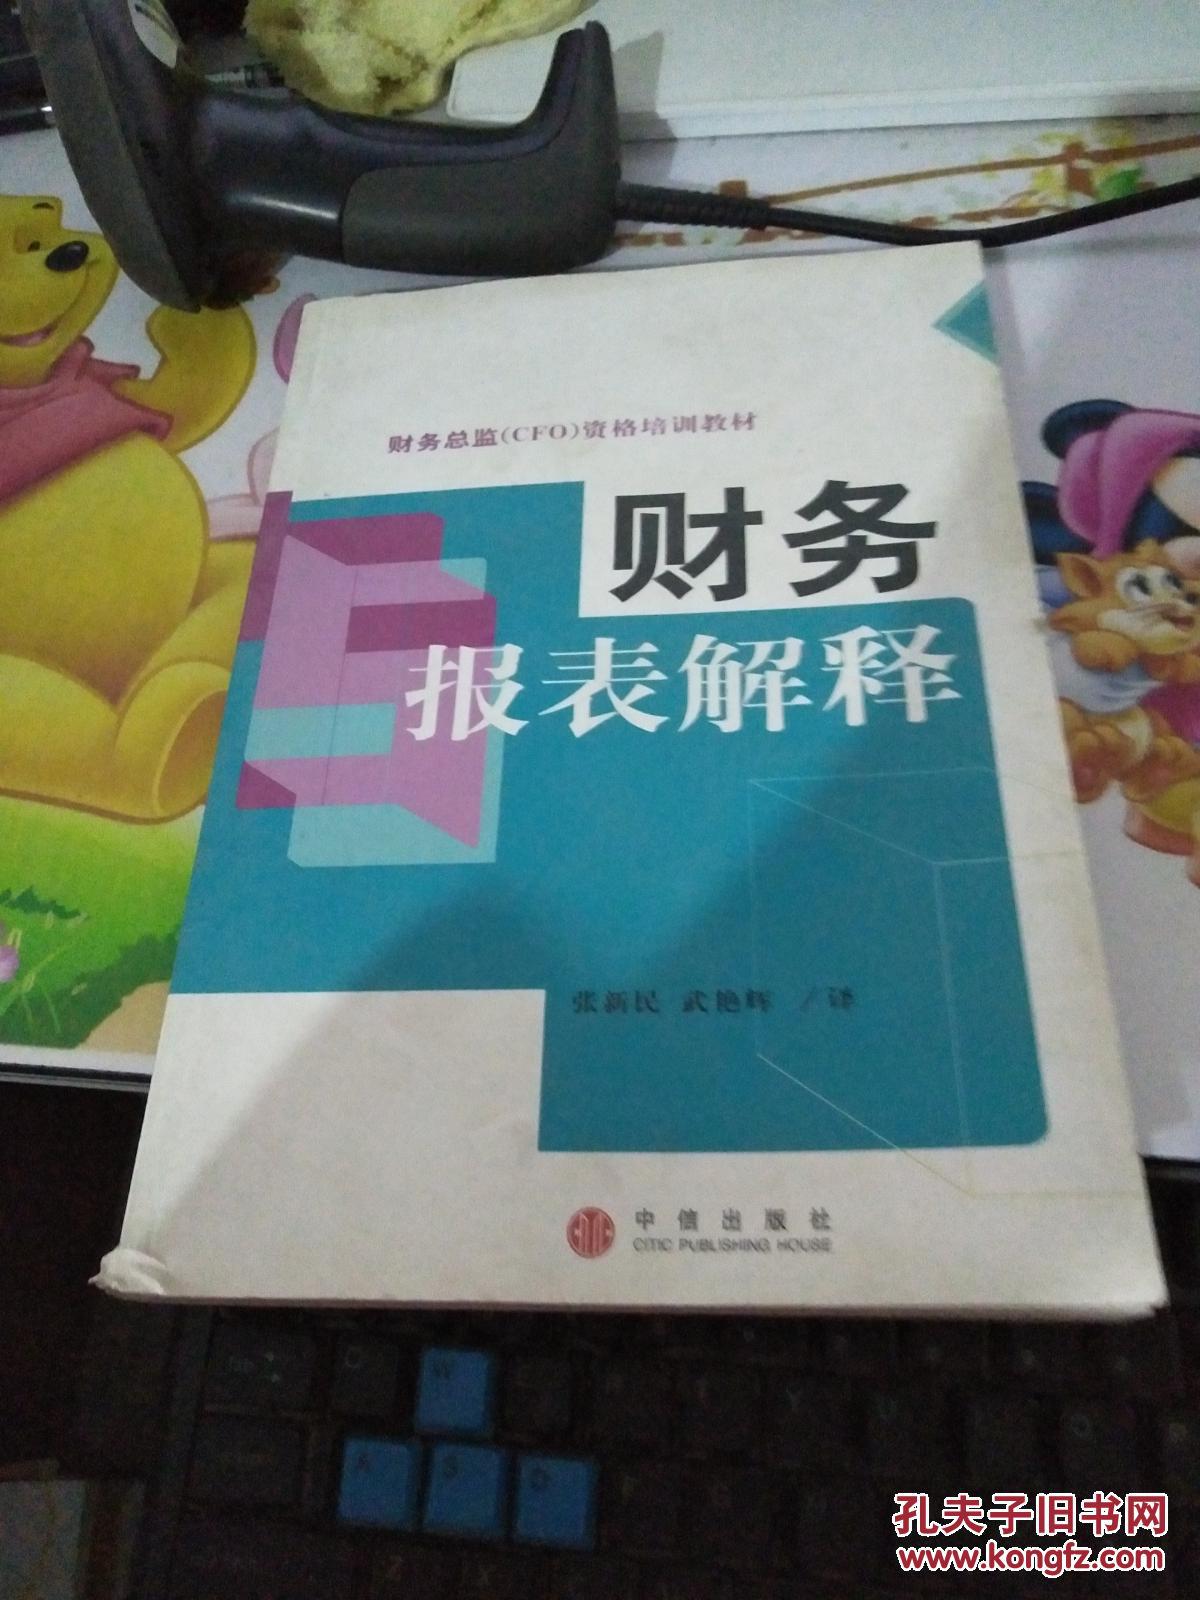 财务总监(CFO)资格培训教材
财务
报表解释
张新民 武艳辉 / 译
中信出版社
CITIC PUBLISHING HOUSE
W
A
S
D
孔夫子旧书网
www.kongfz.com